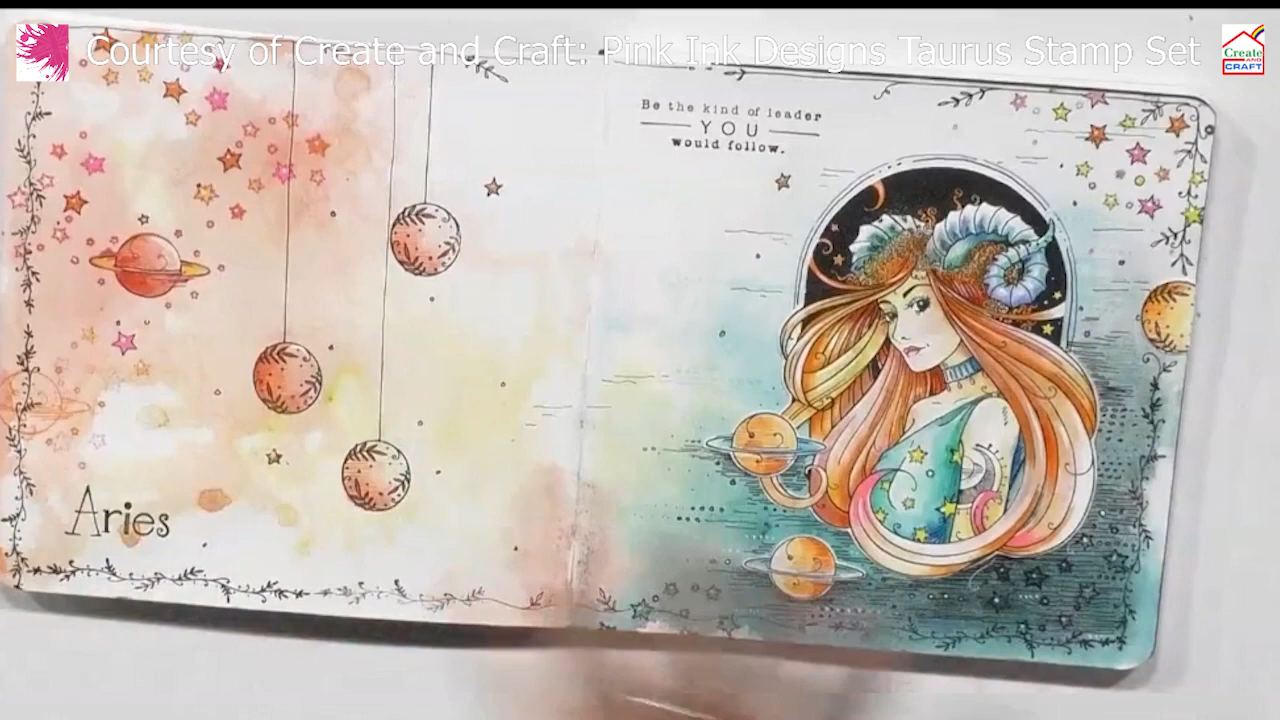 Courtesy of Create and Craft: Pink Ink Designs Taurus Stamp Set
Create
AND
CRAFT
Be the kind of leader
YOU
would follow.
Aries